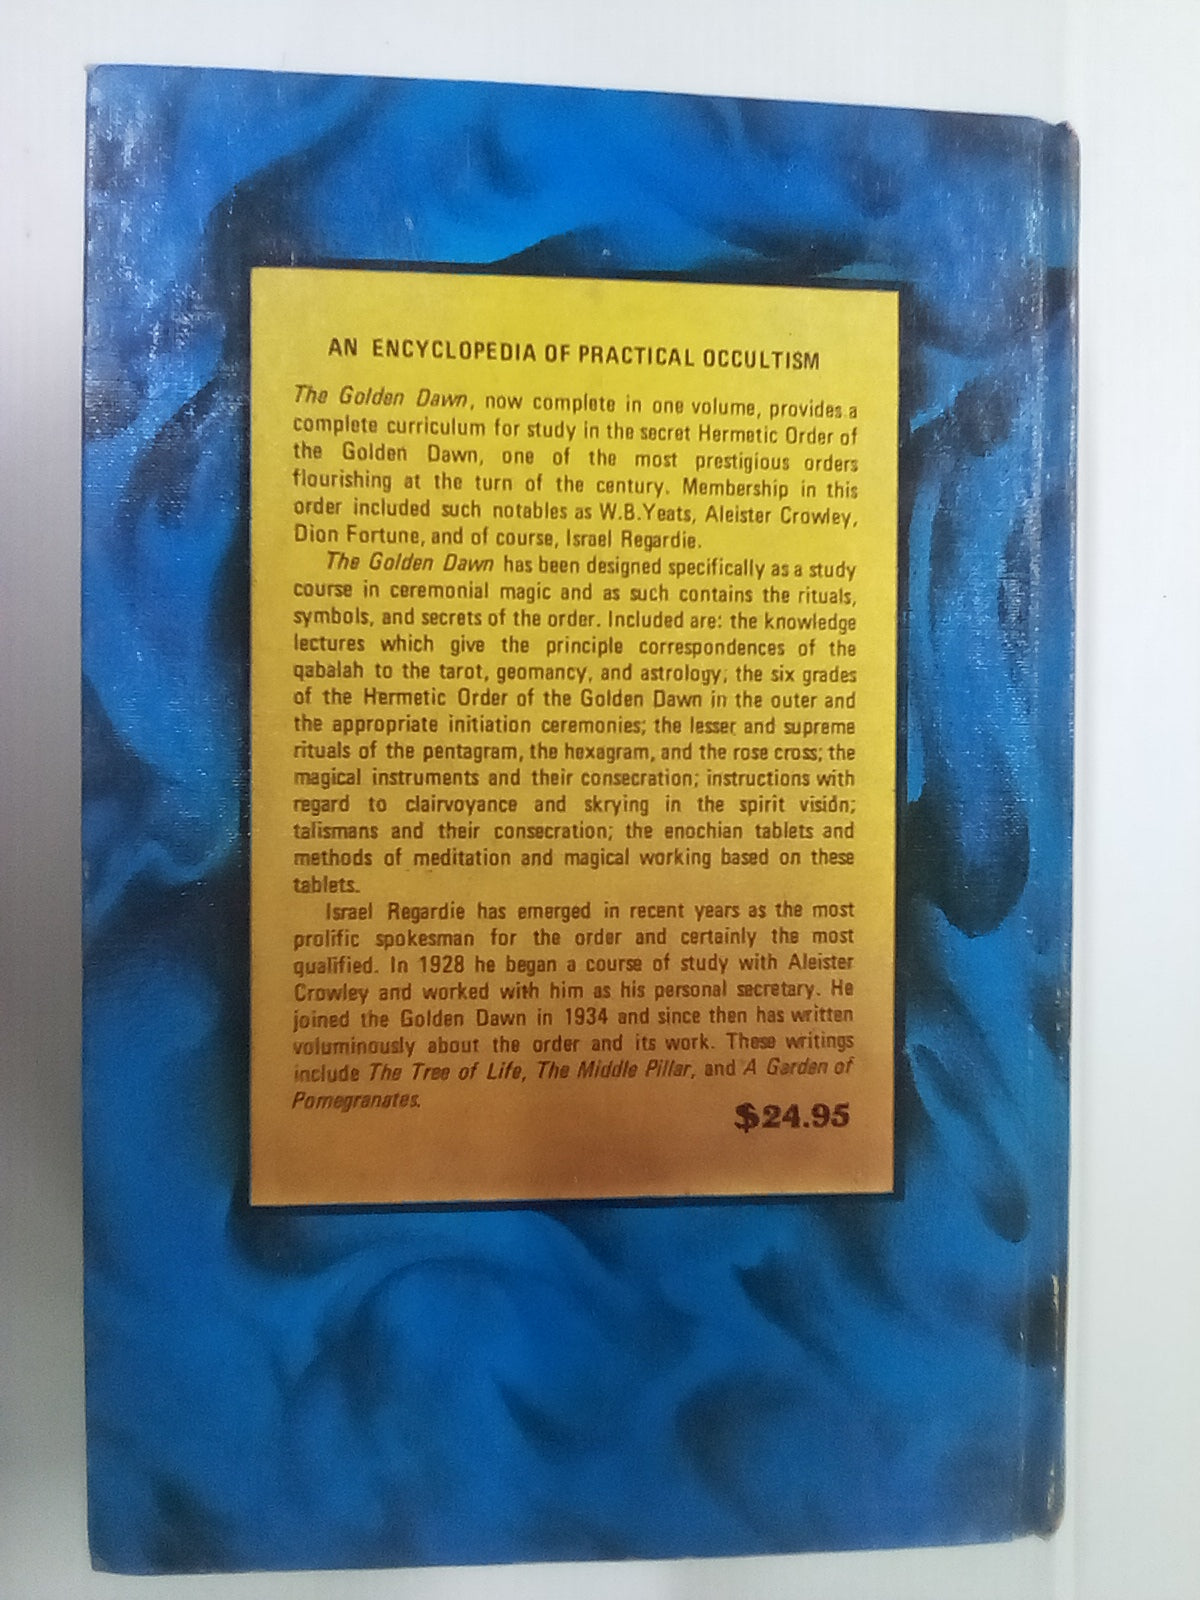 AN ENCYCLOPEDIA OF PRACTICAL OCCULTISM
The Golden Dawn, now complete in one volume, provides a
complete curriculum for study in the secret Hermetic Order of
the Golden Dawn, one of the most prestigious orders
flourishing at the turn of the century. Membership in this
order included such notables as W.B.Yeats, Aleister Crowley,
Dion Fortune, and of course, Israel Regardie.
The Golden Dawn has been designed specifically as a study
course in ceremonial magic and as such contains the rituals,
symbols, and secrets of the order. Included are: the knowledge
lectures which give the principle correspondences of the
qabalah to the tarot, geomancy, and astrology; the six grades
of the Hermetic Order of the Golden Dawn in the outer and
the appropriate initiation ceremonies; the lesser and supreme
rituals of the pentagram, the hexagram, and the rose cross; the
magical instruments and their consecration; instructions with
regard to clairvoyance and skrying in the spirit vision;
talismans and their consecration; the enochian tablets and
methods of meditation and magical working based on these
tablets.
Israel Regardie has emerged in recent years as the most
prolific spokesman for the order and certainly the most
qualified. In 1928 he began a course of study with Aleister
Crowley and worked with him as his personal secretary. He
joined the Golden Dawn in 1934 and since then has written
voluminously about the order and its work. These writings
include The Tree of Life, The Middle Pillar, and A Garden of
Pomegranates.
$24.95